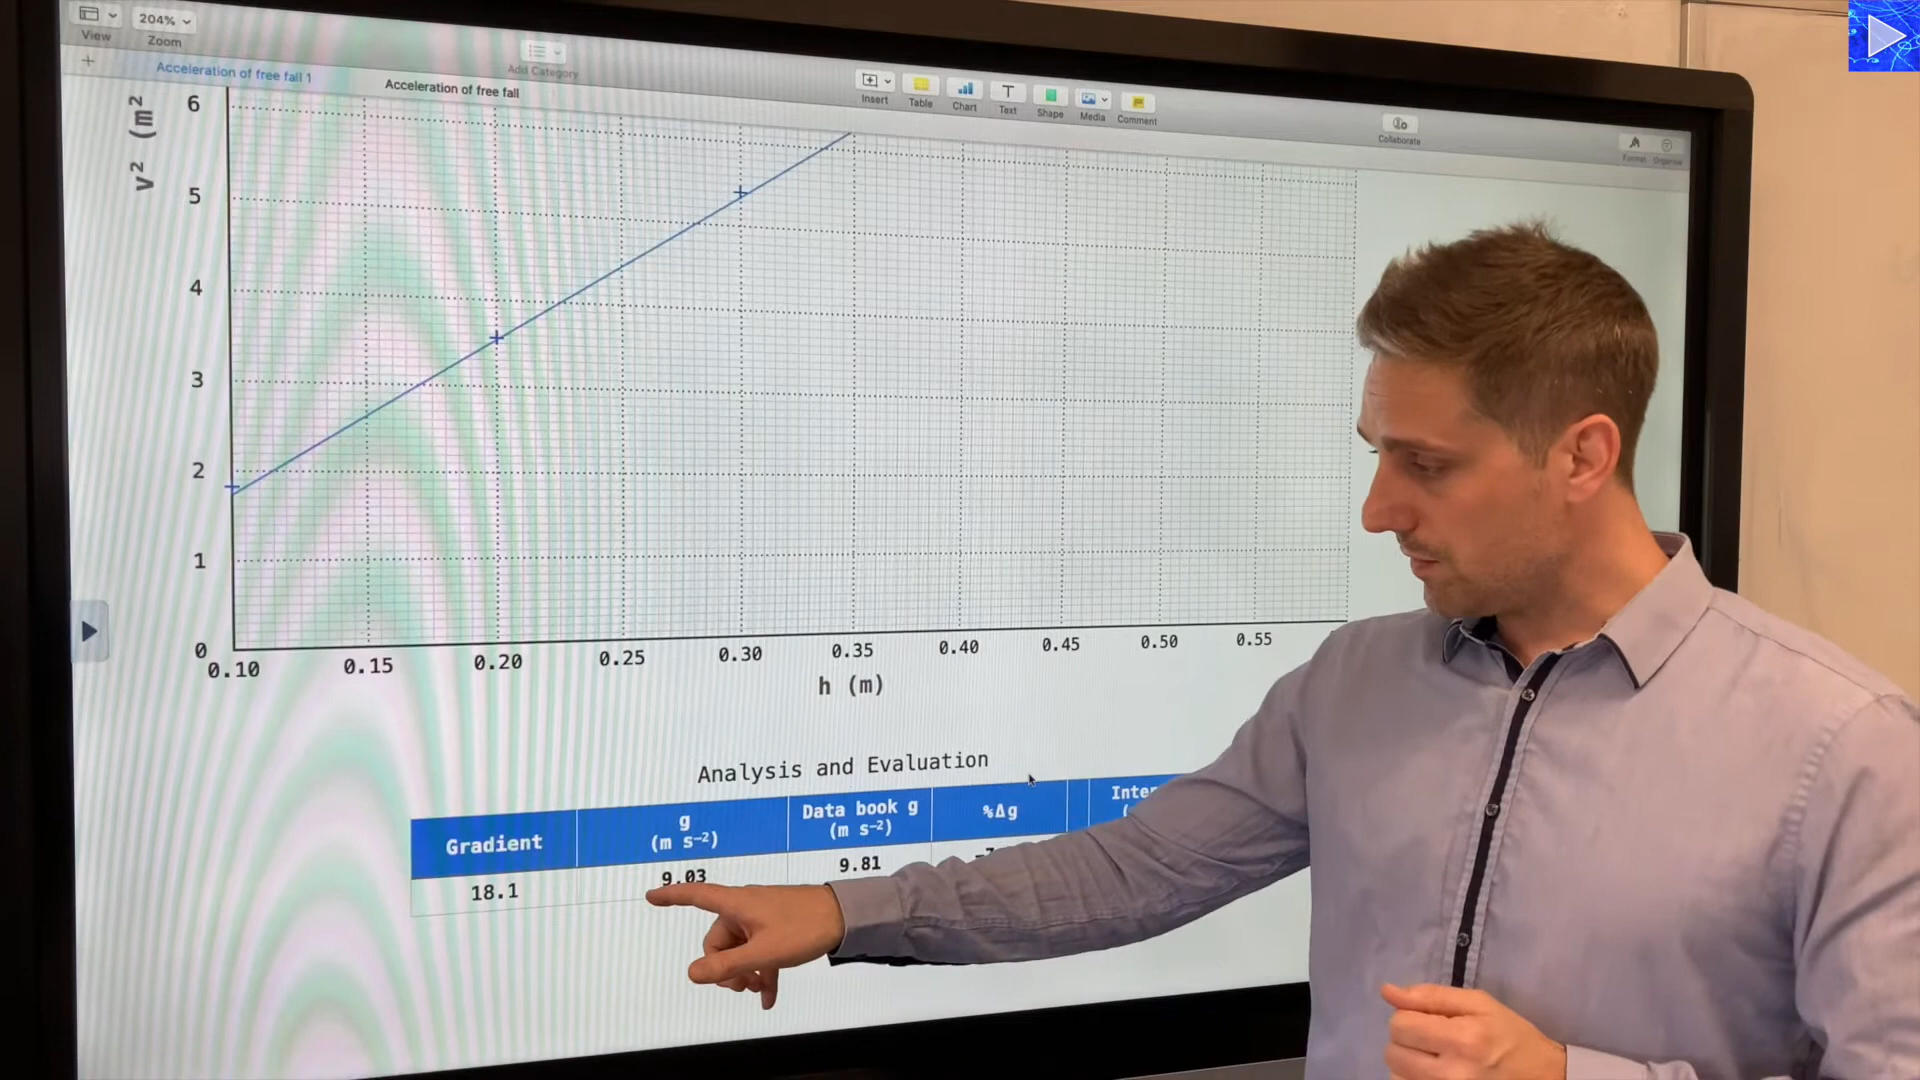 204%
View
Zoom
Add Category
Insert
Table
Chart
Text
Shape
Media
Comment
Collaborate
Format
Organise
Acceleration of free fall 1
Acceleration of free fall
v² (m²
6
5
4
3
2
1
0
0.10
0.15
0.20
0.25
0.30
0.35
0.40
0.45
0.50
0.55
h (m)
Analysis and Evaluation
Gradient
g
(m s⁻²)
Data book g
(m s⁻²)
%Δg
18.1
9.03
9.81